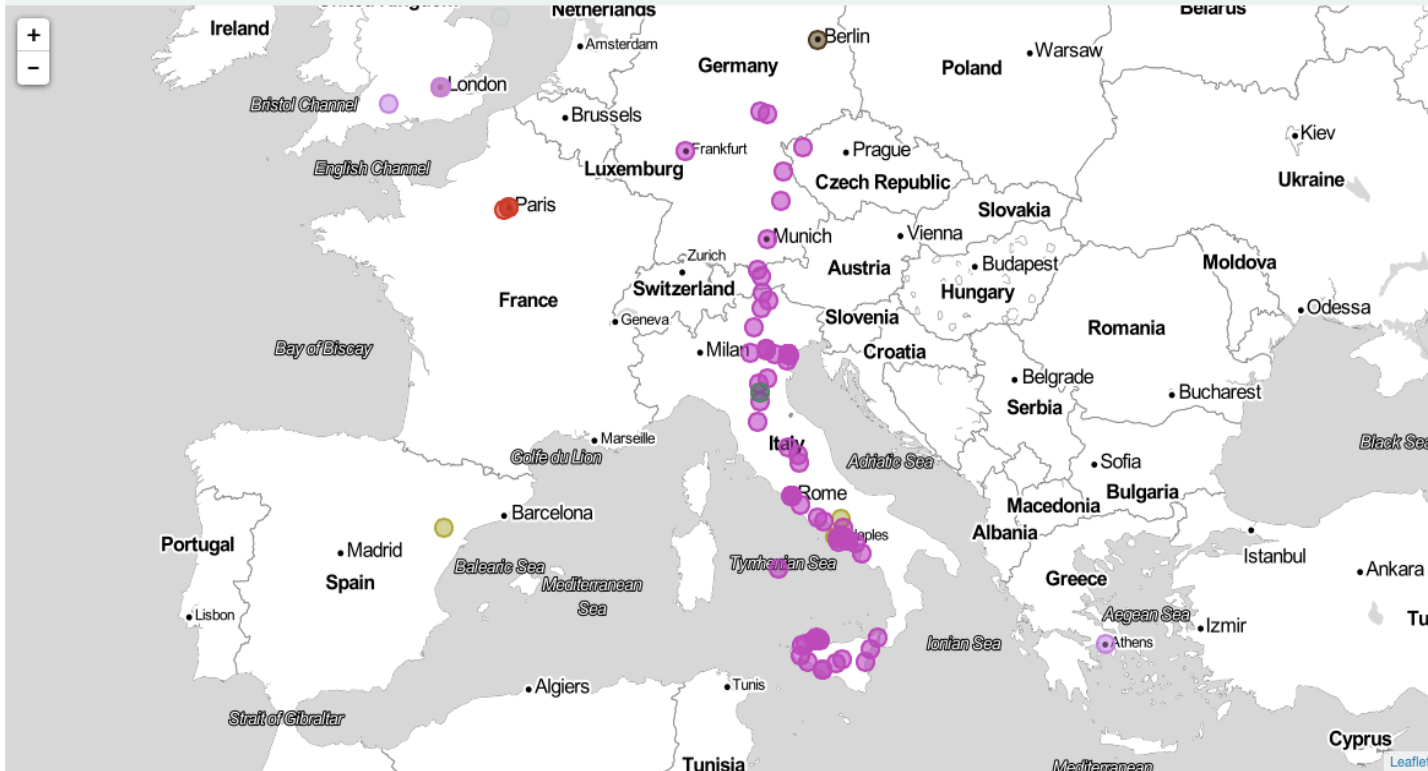 +
−
Ireland
Netherlands
Belarus
Amsterdam
Berlin
Warsaw
Germany
Poland
London
Bristol Channel
Brussels
Kiev
English Channel
Frankfurt
Luxemburg
Prague
Czech Republic
Ukraine
Paris
Slovakia
Munich
Vienna
Zurich
Austria
Budapest
Moldova
Switzerland
Hungary
France
Geneva
Slovenia
Odessa
Romania
Bay of Biscay
Milan
Croatia
Belgrade
Serbia
Bucharest
Marseille
Italy
Black Sea
Golfe du Lion
Adriatic Sea
Sofia
Bulgaria
Rome
Macedonia
Barcelona
Albania
Portugal
Madrid
Naples
Istanbul
Balearic Sea
Tyrrhenian Sea
Spain
Mediterranean
Sea
Greece
Ankara
Lisbon
Aegean Sea
Izmir
Tu
Ionian Sea
Athens
Algiers
Tunis
Strait of Gibraltar
Cyprus
Tunisia
Mediterranean
Leafle